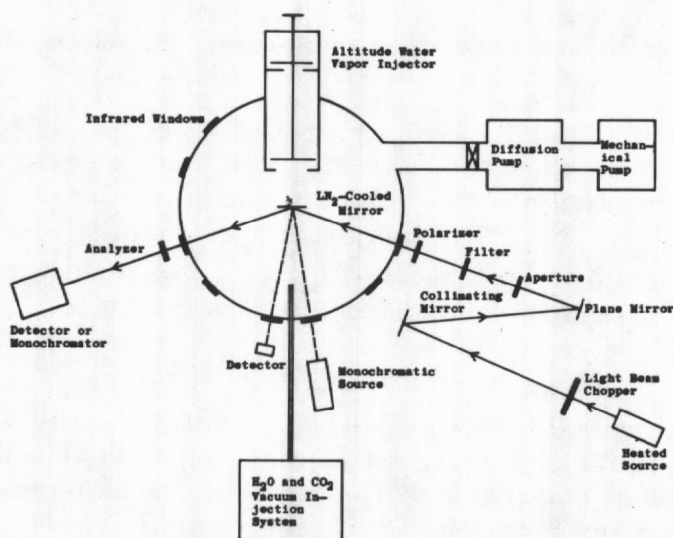 Altitude Water
Vapor Injector
Infrared Windows
Diffusion
Pump
Mechan-
ical
Pump
LN₂-Cooled
Mirror
Polarizer
Analyzer
Filter
Aperture
Collimating
Mirror
Plane Mirror
Detector or
Monochromator
Detector
Monochromatic
Source
Light Beam
Chopper
Heated
Source
H₂O and CO₂
Vacuum In-
jection
System